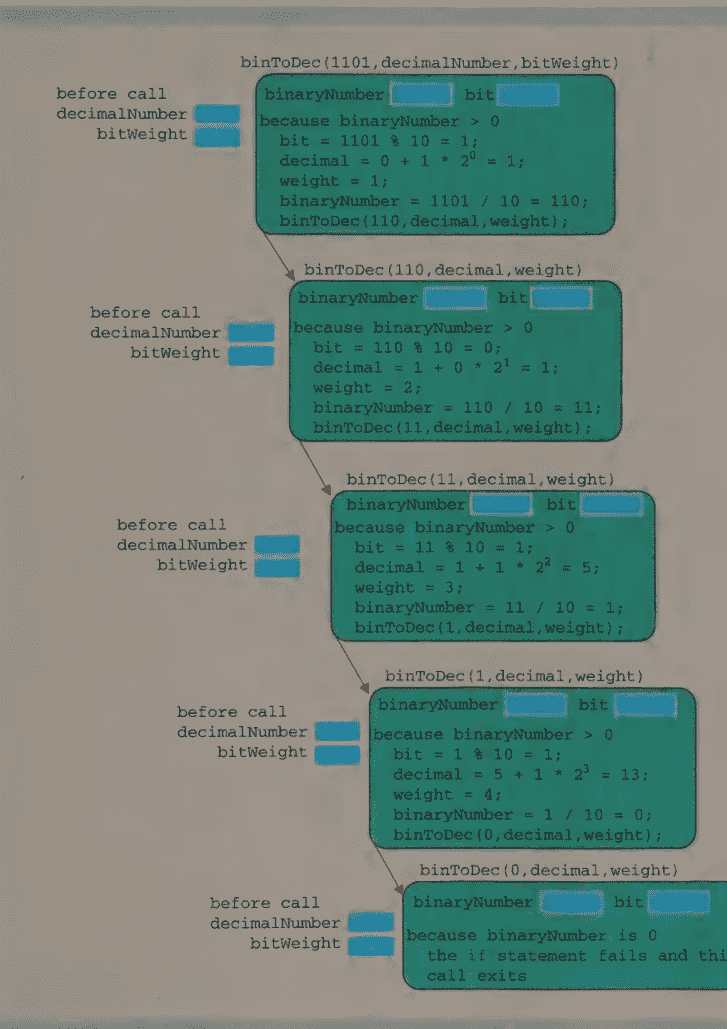 binToDec(1101,decimalNumber,bitWeight)
before call
decimalNumber
bitWeight
binaryNumber bit
because binaryNumber > 0
bit = 1101 % 10 = 1;
decimal = 0 + 1 * 2⁰ = 1;
weight = 1;
binaryNumber = 1101 / 10 = 110;
binToDec(110,decimal,weight);
binToDec(110,decimal,weight)
before call
decimalNumber
bitWeight
binaryNumber bit
because binaryNumber > 0
bit = 110 % 10 = 0;
decimal = 1 + 0 * 2¹ = 1;
weight = 2;
binaryNumber = 110 / 10 = 11;
binToDec(11,decimal,weight);
binToDec(11,decimal,weight)
before call
decimalNumber
bitWeight
binaryNumber bit
because binaryNumber > 0
bit = 11 % 10 = 1;
decimal = 1 + 1 * 2² = 5;
weight = 3;
binaryNumber = 11 / 10 = 1;
binToDec(1,decimal,weight);
binToDec(1,decimal,weight)
before call
decimalNumber
bitWeight
binaryNumber bit
because binaryNumber > 0
bit = 1 % 10 = 1;
decimal = 5 + 1 * 2³ = 13;
weight = 4;
binaryNumber = 1 / 10 = 0;
binToDec(0,decimal,weight);
binToDec(0,decimal,weight)
before call
decimalNumber
bitWeight
binaryNumber bit
because binaryNumber is 0
the if statement fails and thi
call exits